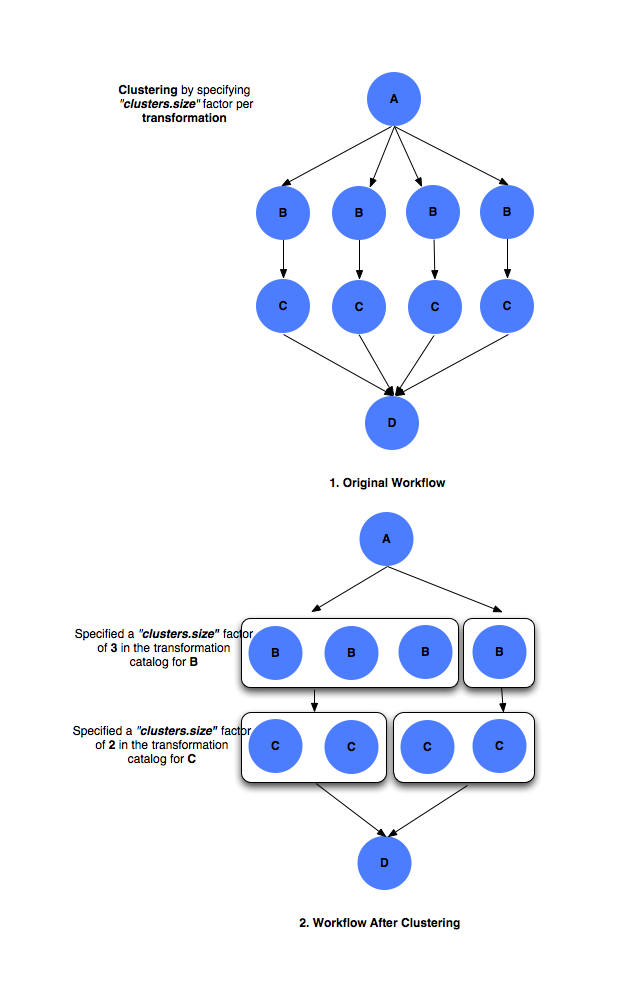 Clustering by specifying
"clusters.size" factor per
transformation
A
B B B B
C C C C
D
1. Original Workflow
A
Specified a "clusters.size" factor
of 3 in the transformation
catalog for B
B B B B
Specified a "clusters.size" factor
of 2 in the transformation
catalog for C
C C C C
D
2. Workflow After Clustering